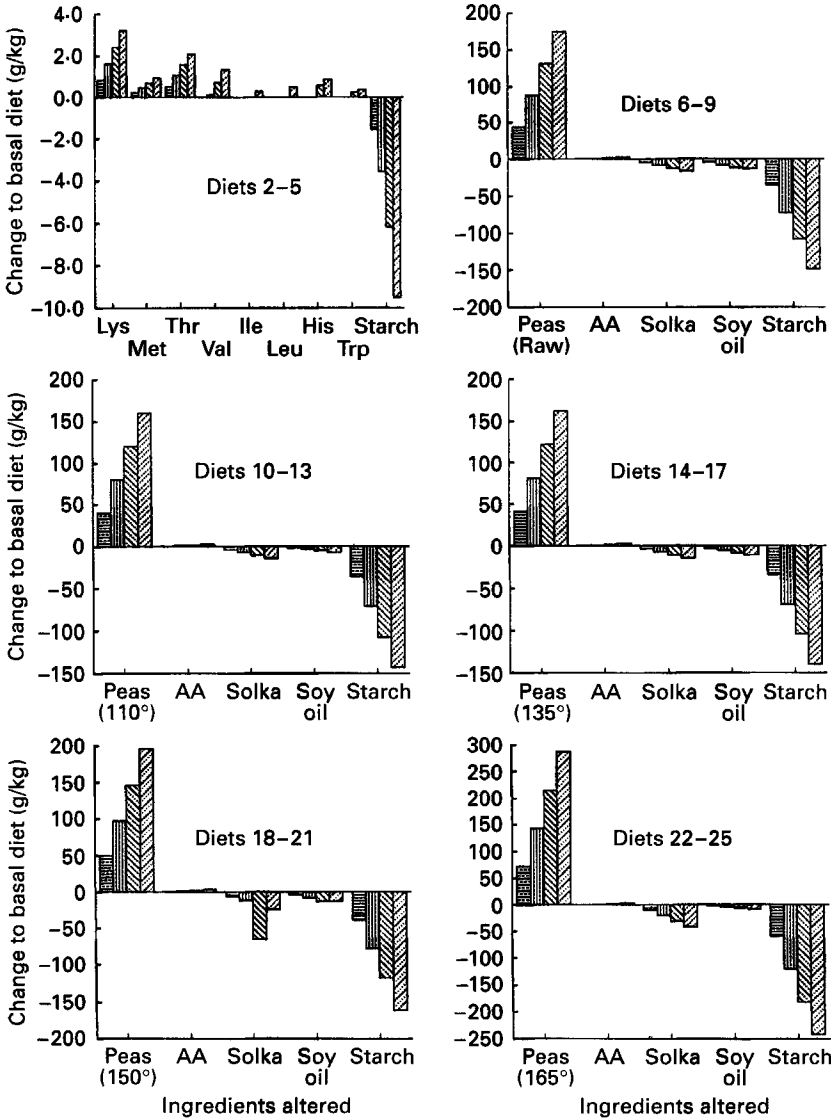 Change to basal diet (g/kg)
4·0
2·0
0·0
−2·0
−4·0
−6·0
−8·0
−10·0
Diets 2−5
Lys Thr Ile His Starch
Met Val Leu Trp
200
150
100
50
0
−50
−100
−150
−200
Diets 6−9
Peas AA Solka Soy Starch
(Raw) oil
Change to basal diet (g/kg)
200
150
100
50
0
−50
−100
−150
Diets 10−13
Peas AA Solka Soy Starch
(110°) oil
200
150
100
50
0
−50
−100
−150
Diets 14−17
Peas AA Solka Soy Starch
(135°) oil
Change to basal diet (g/kg)
200
150
100
50
0
−50
−100
−150
−200
Diets 18−21
Peas AA Solka Soy Starch
(150°) oil
Ingredients altered
300
250
200
150
100
50
0
−50
−100
−150
−200
−250
Diets 22−25
Peas AA Solka Soy Starch
(165°) oil
Ingredients altered